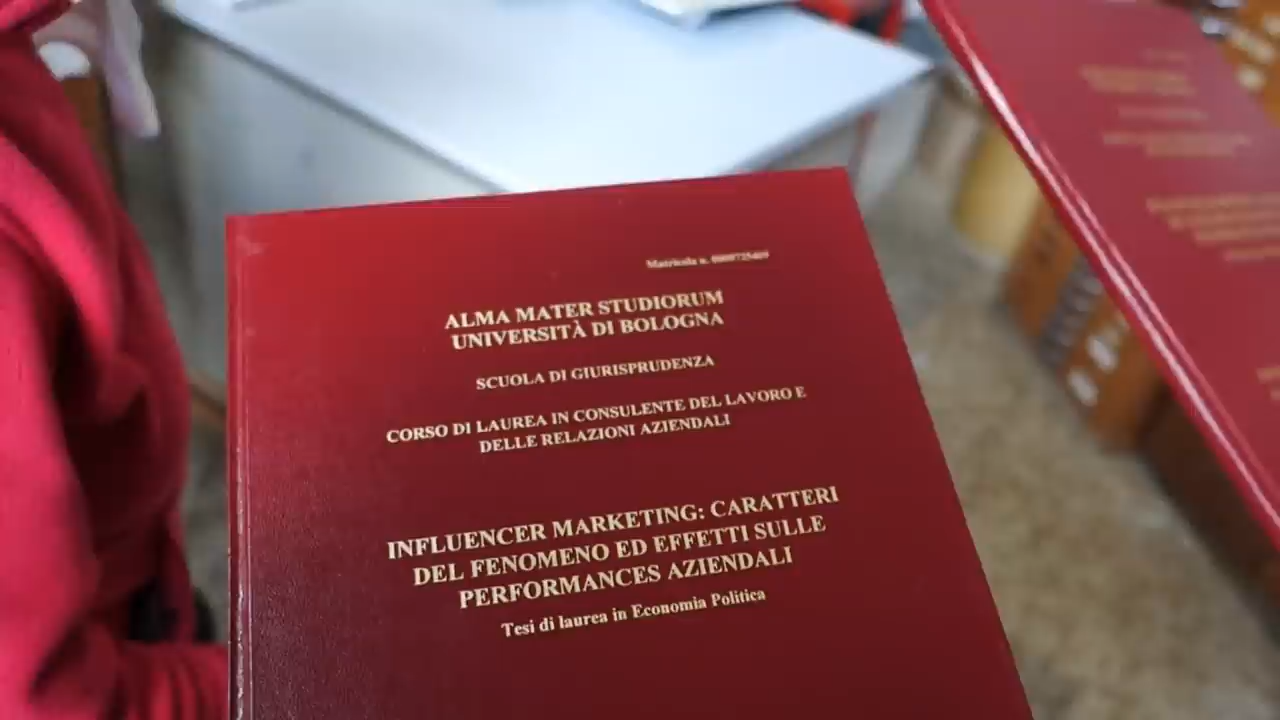 Matricola n.
ALMA MATER STUDIORUM
UNIVERSITÀ DI BOLOGNA
SCUOLA DI GIURISPRUDENZA
CORSO DI LAUREA IN CONSULENTE DEL LAVORO E
DELLE RELAZIONI AZIENDALI
INFLUENCER MARKETING: CARATTERI
DEL FENOMENO ED EFFETTI SULLE
PERFORMANCES AZIENDALI
Tesi di laurea in Economia Politica